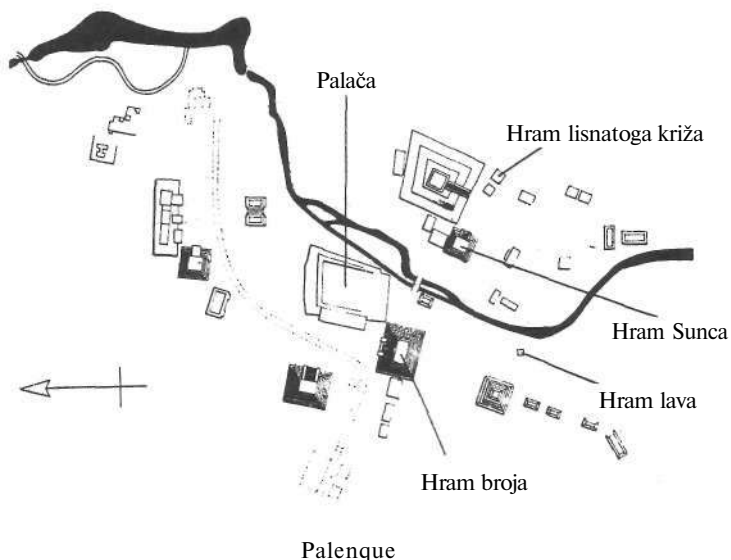 Palača
Hram lisnatoga križa
Hram Sunca
Hram lava
Hram broja
Palenque